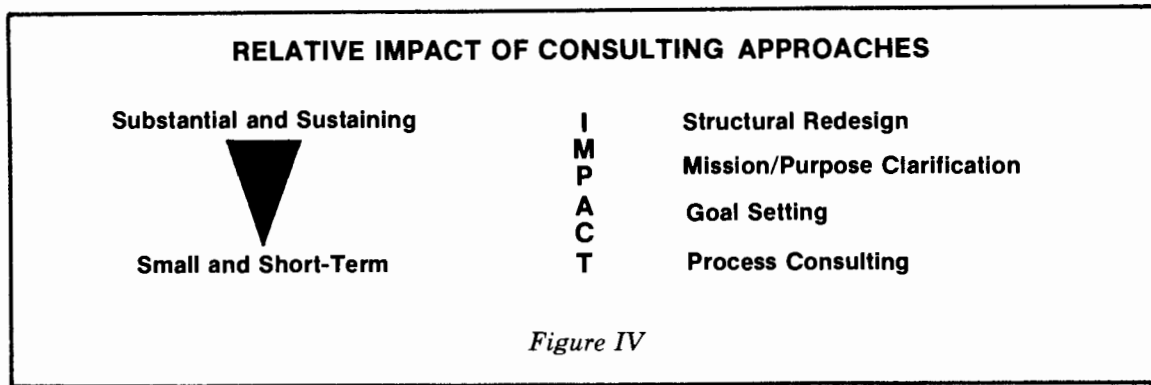 RELATIVE IMPACT OF CONSULTING APPROACHES
Substantial and Sustaining
Small and Short-Term
I
M
P
A
C
T
Structural Redesign
Mission/Purpose Clarification
Goal Setting
Process Consulting
Figure IV